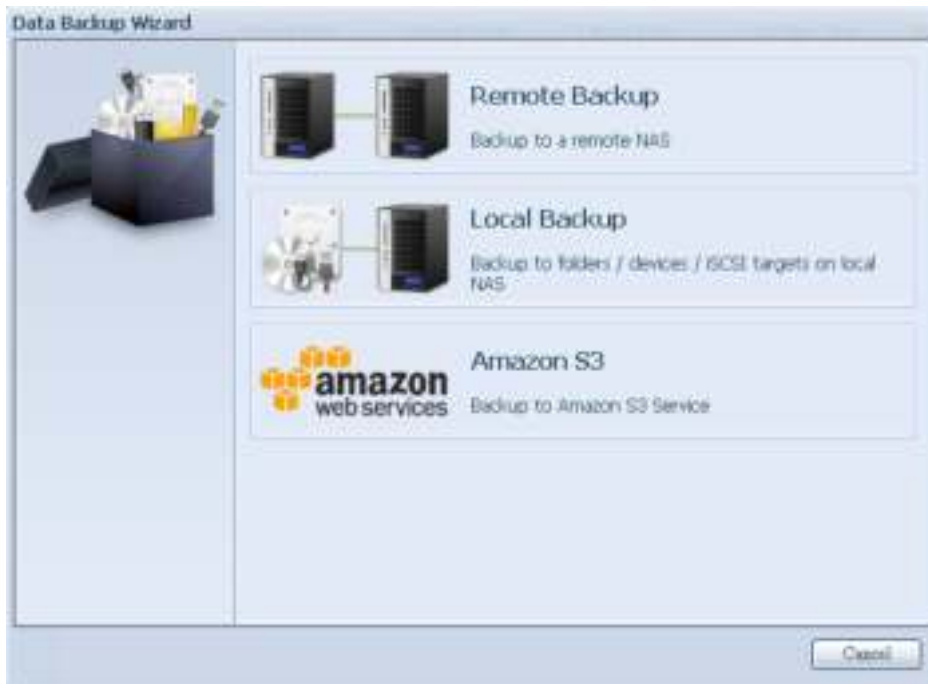 Data Backup Wizard
Remote Backup
Backup to a remote NAS
Local Backup
Backup to folders / devices / iSCSI targets on local
NAS
amazon
web services
Amazon S3
Backup to Amazon S3 Service
Cancel